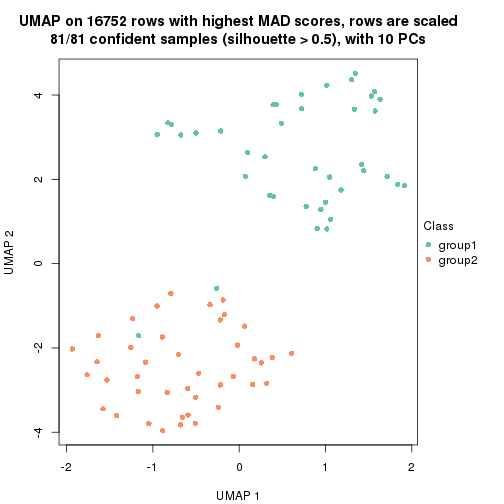 UMAP on 16752 rows with highest MAD scores, rows are scaled
81/81 confident samples (silhouette > 0.5), with 10 PCs
4
2
0
-2
-4
UMAP 2
-2
-1
0
1
2
UMAP 1
Class
group1
group2